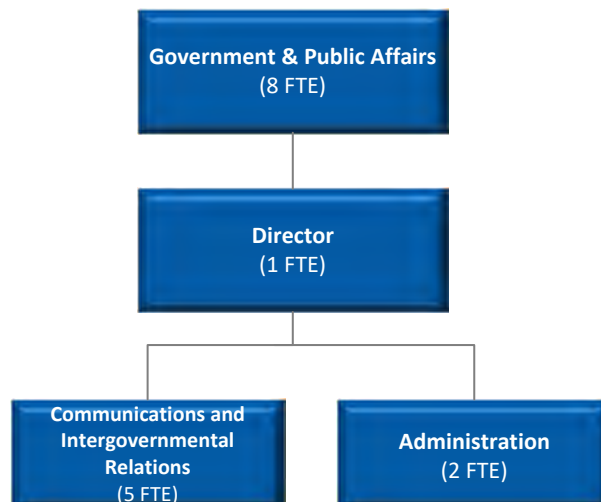 Government & Public Affairs
(8 FTE)
Director
(1 FTE)
Communications and
Intergovernmental
Relations
(5 FTE)
Administration
(2 FTE)